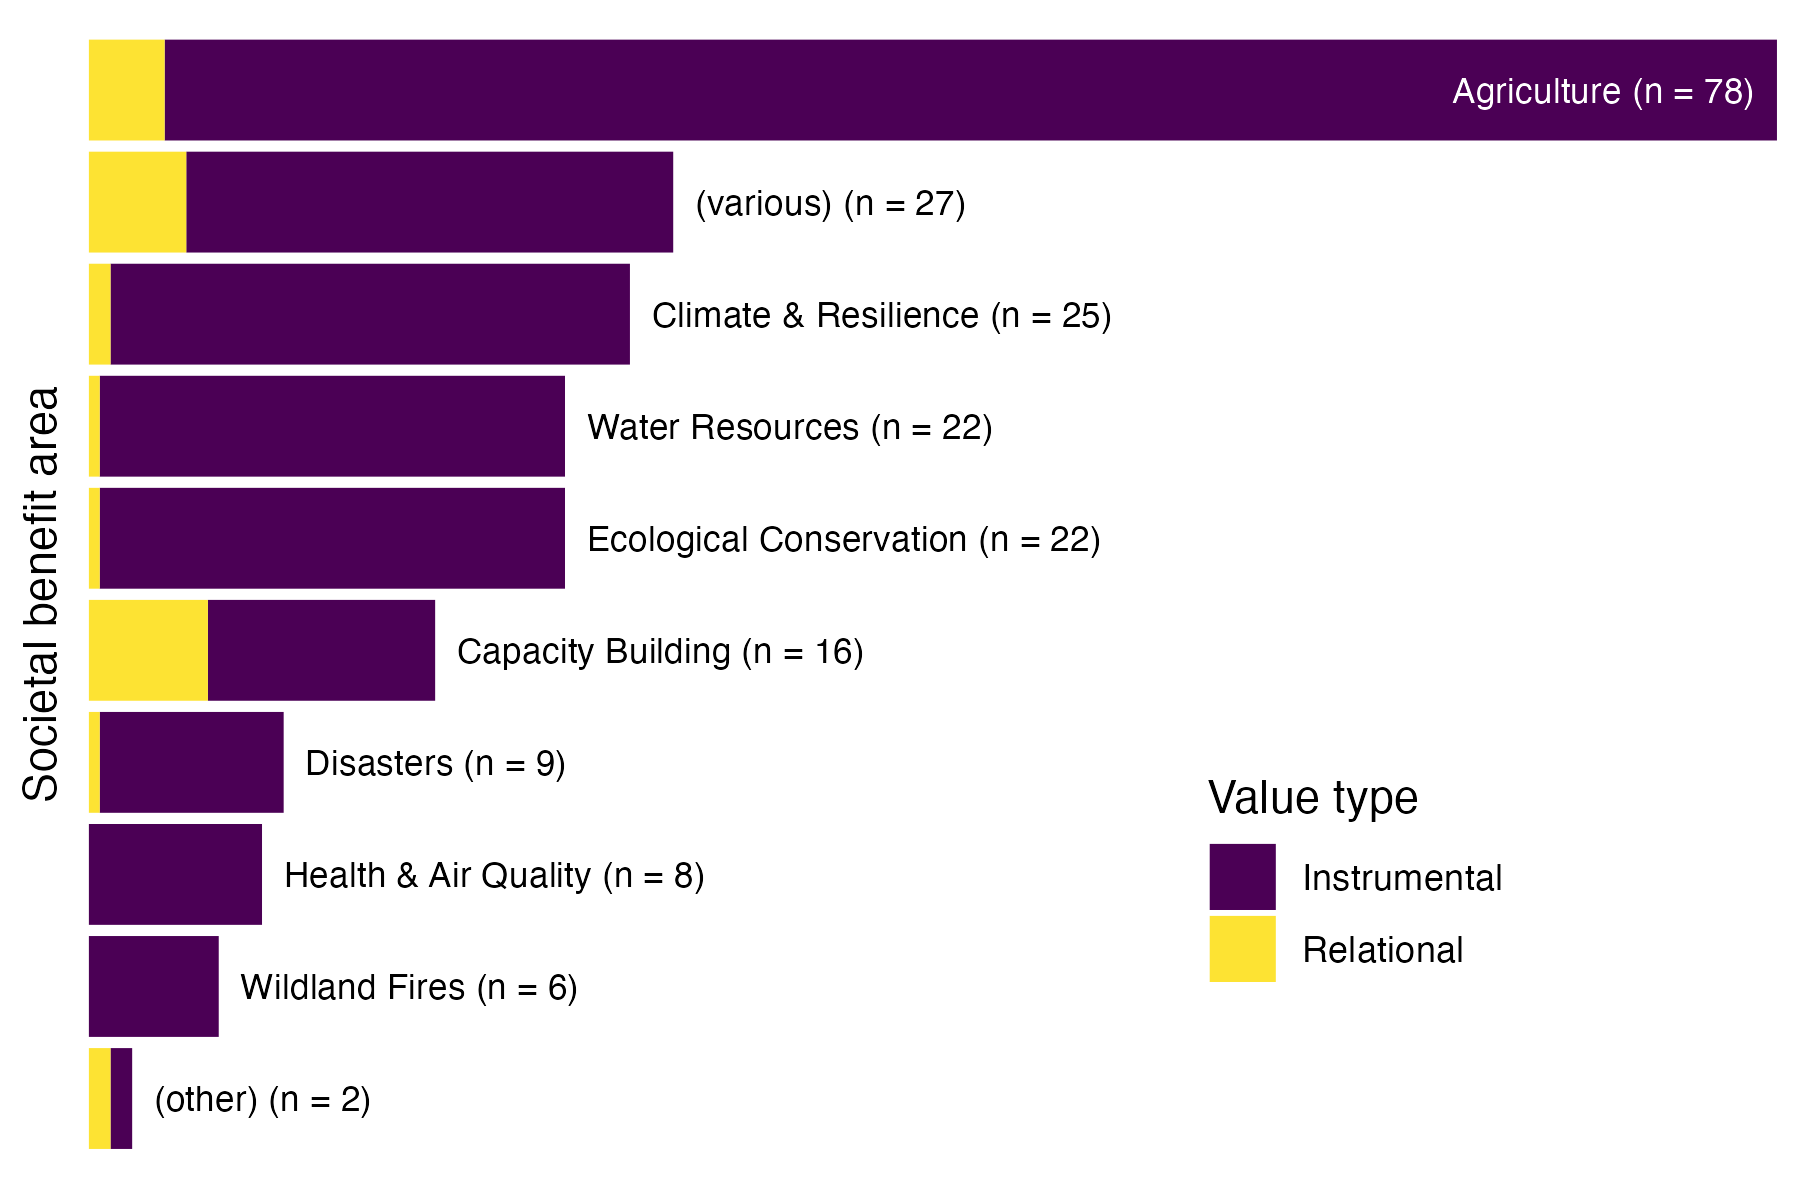 Societal benefit area
Agriculture (n = 78)
(various) (n = 27)
Climate & Resilience (n = 25)
Water Resources (n = 22)
Ecological Conservation (n = 22)
Capacity Building (n = 16)
Disasters (n = 9)
Health & Air Quality (n = 8)
Wildland Fires (n = 6)
(other) (n = 2)
Value type
Instrumental
Relational